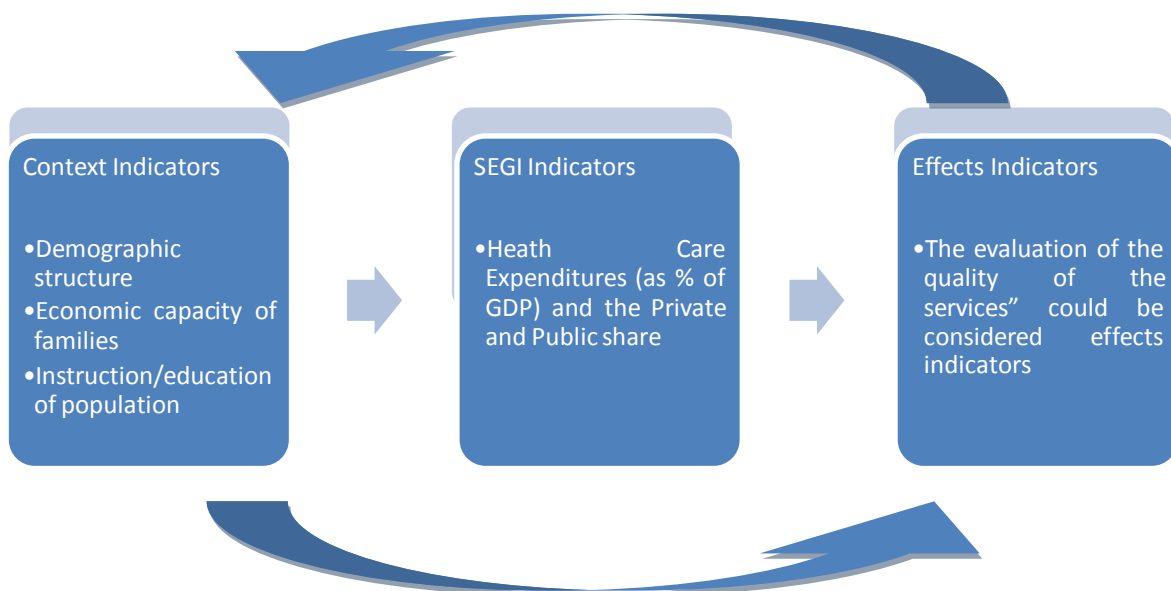 Context Indicators
•Demographic
structure
•Economic capacity of
families
•Instruction/education
of population
SEGI Indicators
•Heath Care
Expenditures (as % of
GDP) and the Private
and Public share
Effects Indicators
•The evaluation of the
quality of the
services” could be
considered effects
indicators